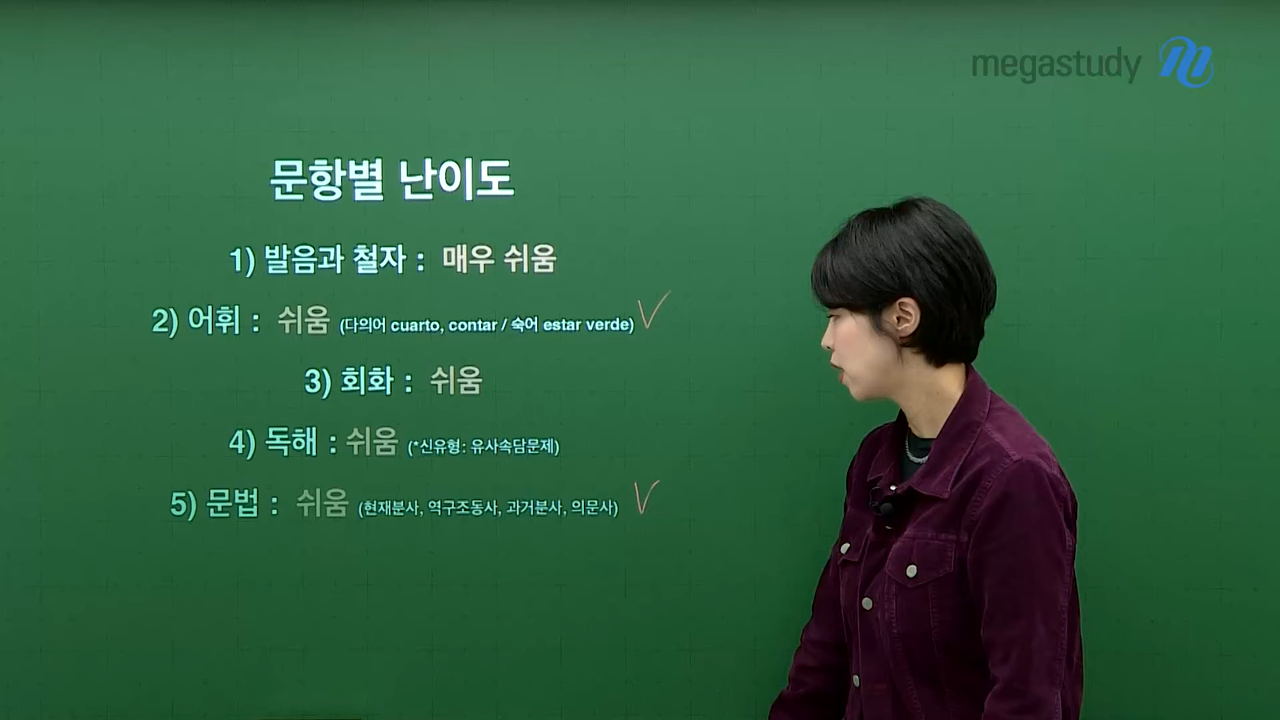 megastudy
문항별 난이도
1) 발음과 철자 : 매우 쉬움
2) 어휘 : 쉬움 (다의어 cuarto, contar / 숙어 estar verde)
3) 회화 : 쉬움
4) 독해 : 쉬움 (*신유형: 유사속담문제)
5) 문법 : 쉬움 (현재분사, 역구조동사, 과거분사, 의문사)